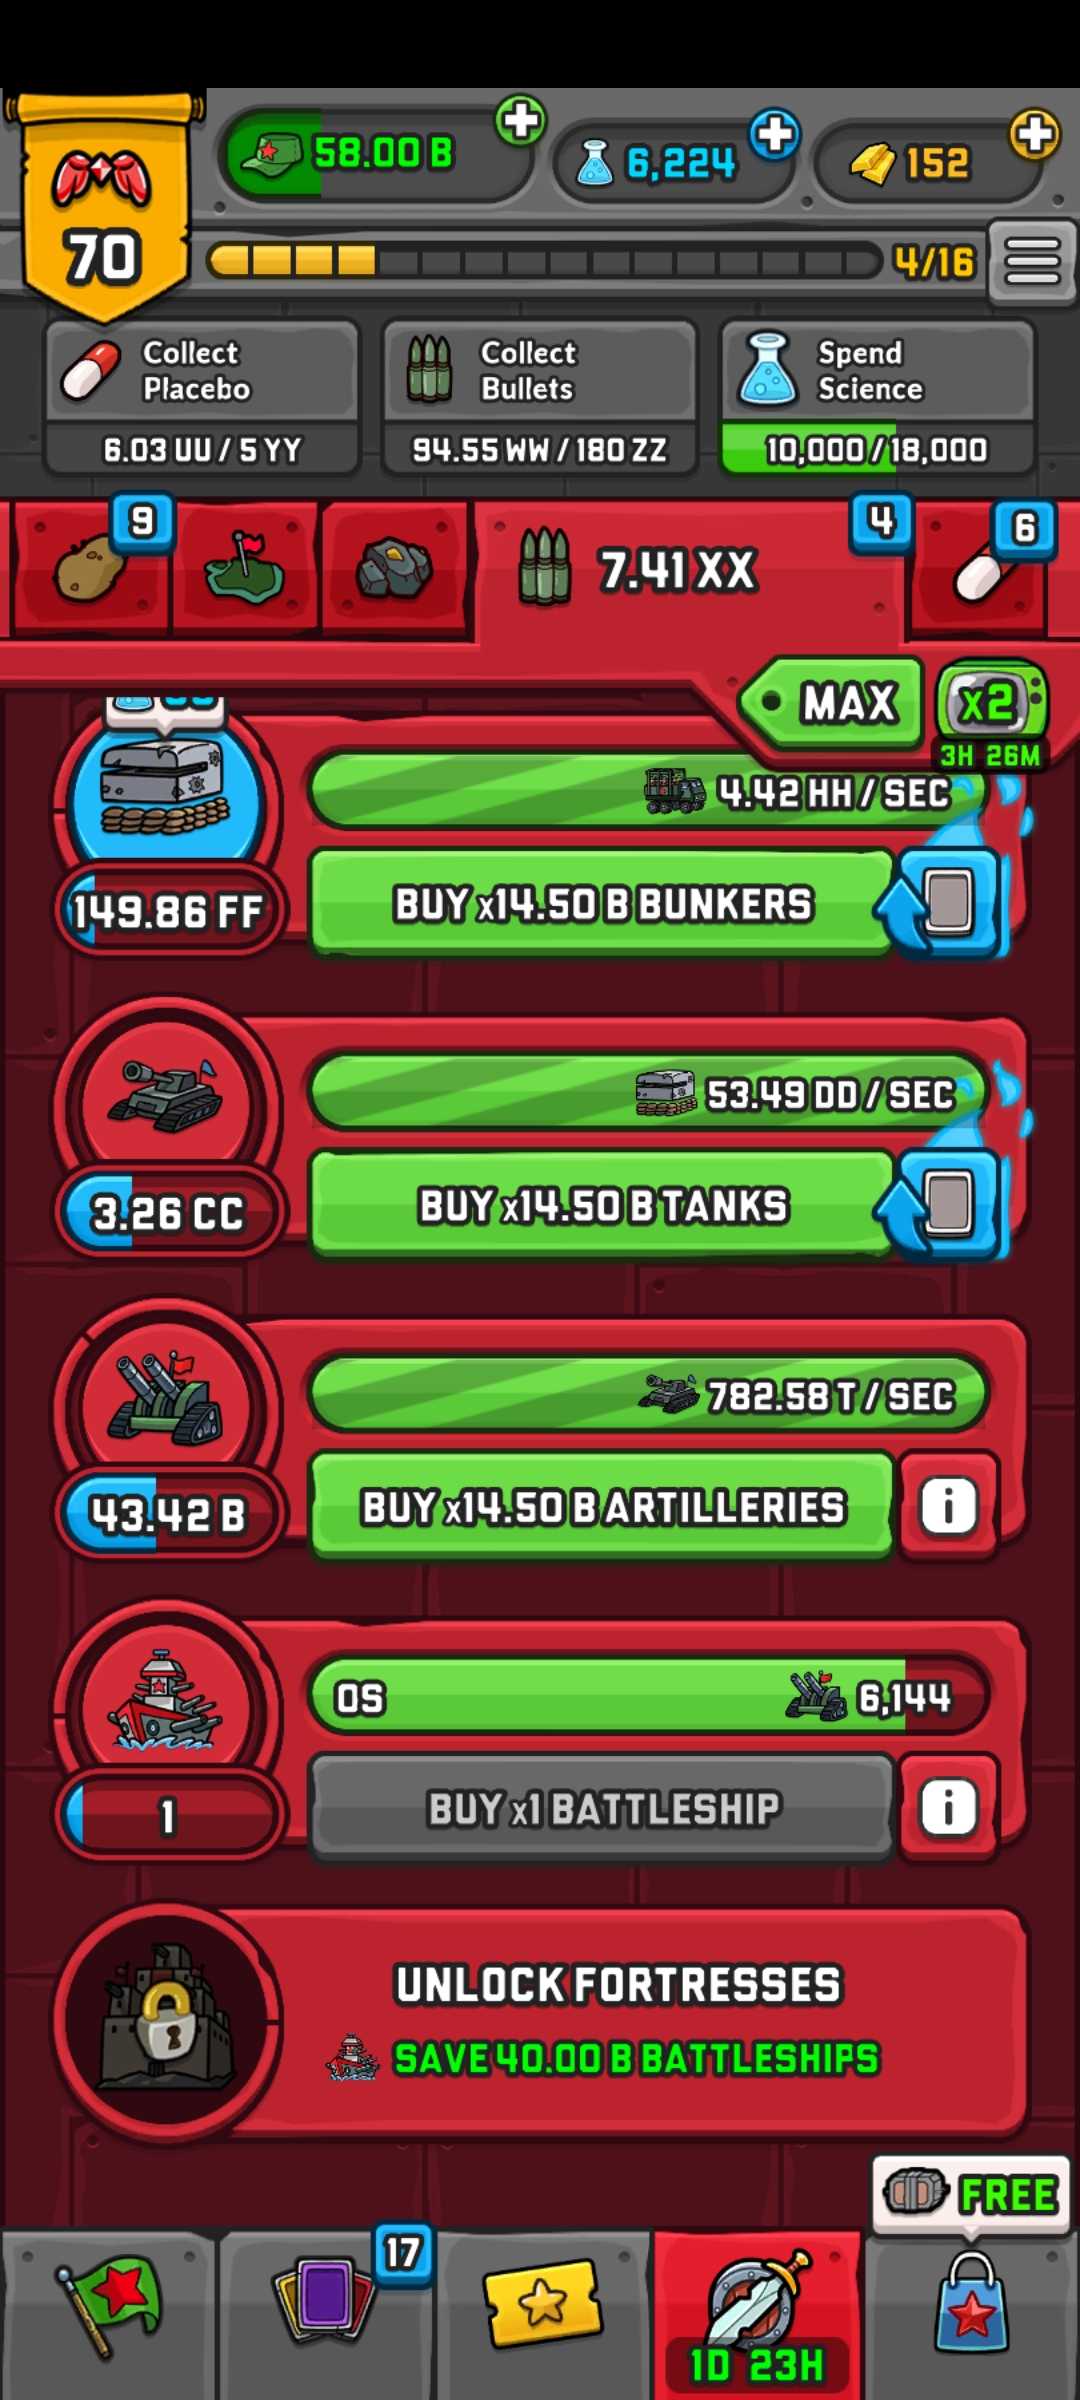 58.00 B
6,224
152
70
4/16
Collect
Placebo
6.03 UU / 5 YY
Collect
Bullets
94.55 WW / 180 ZZ
Spend
Science
10,000 / 18,000
9
7.41 XX
4
6
MAX
x2
3H 26M
4.42 HH / SEC
149.86 FF
BUY x14.50 B BUNKERS
53.49 DD / SEC
3.26 CC
BUY x14.50 B TANKS
782.58 T / SEC
43.42 B
BUY x14.50 B ARTILLERIES
i
0S
6,144
1
BUY x1 BATTLESHIP
i
UNLOCK FORTRESSES
SAVE 40.00 B BATTLESHIPS
FREE
17
1D 23H